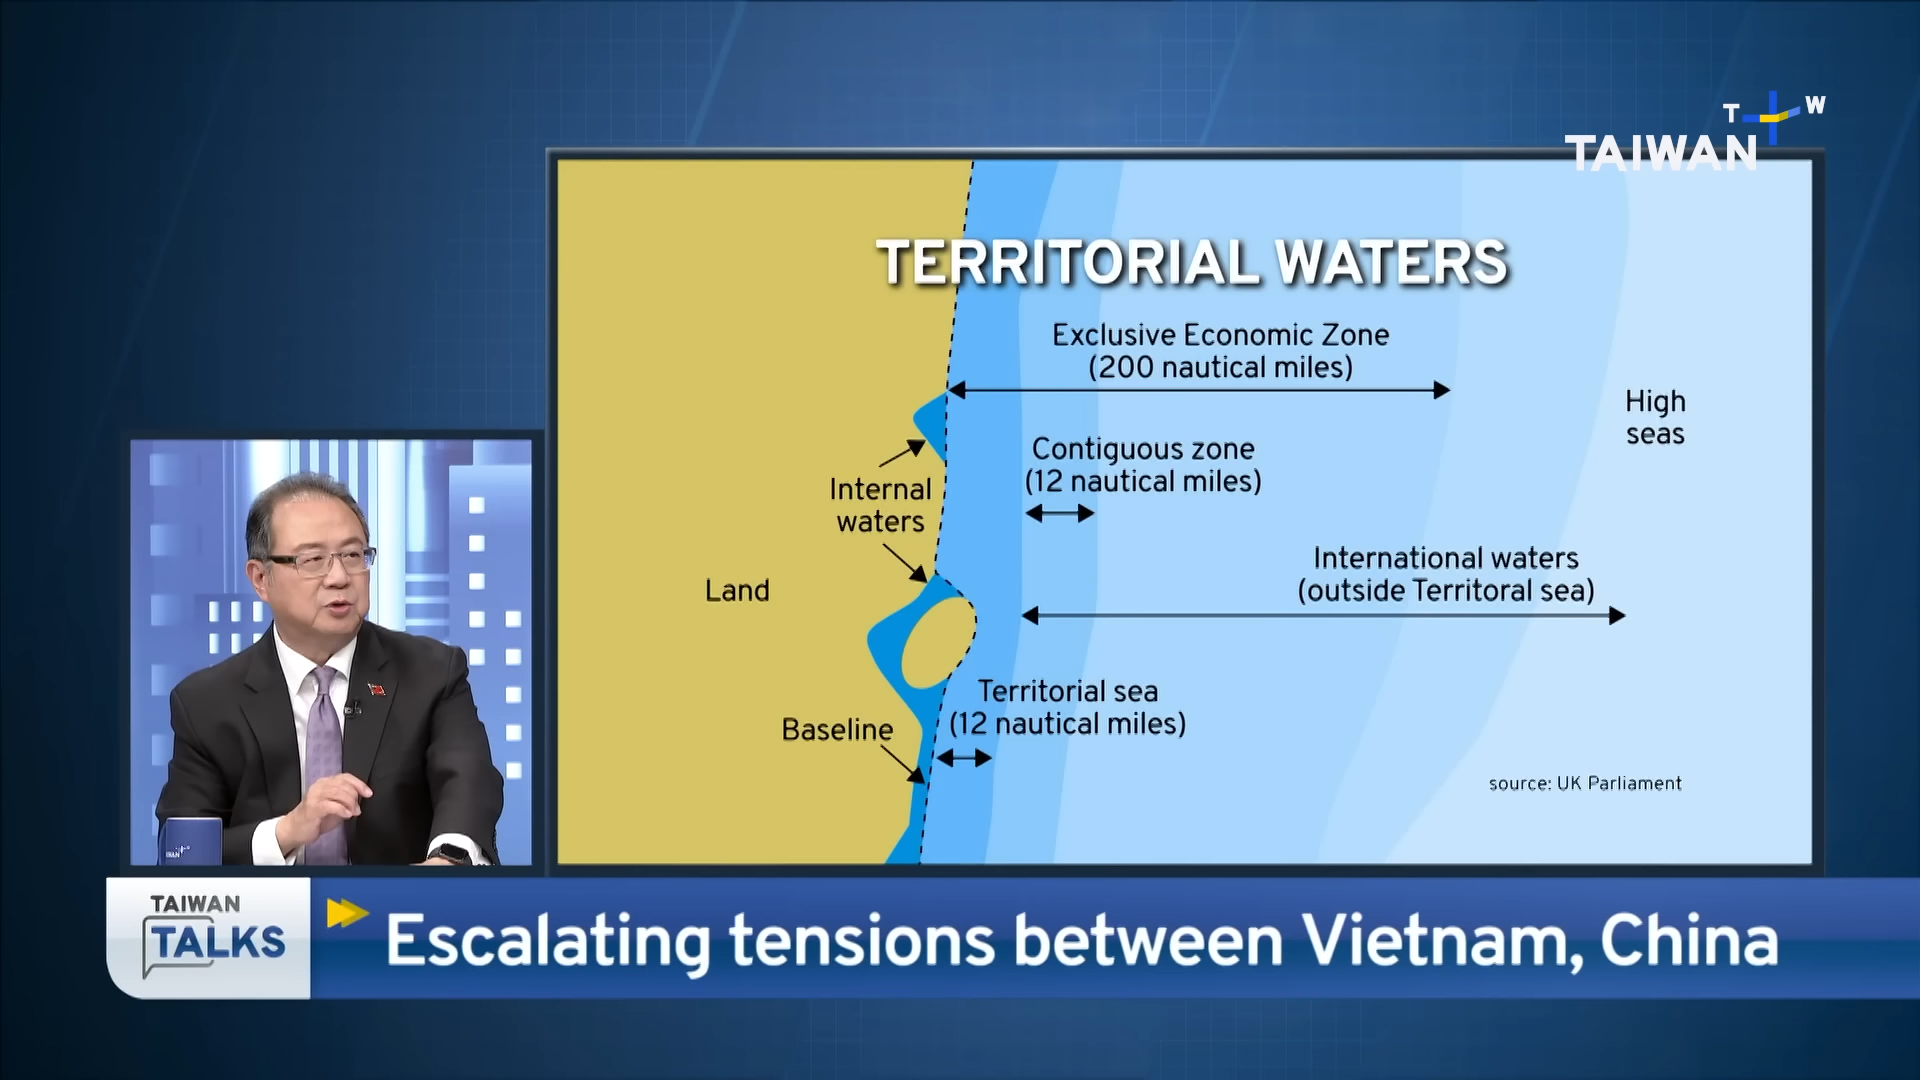 T W
TAIWAN
TERRITORIAL WATERS
Exclusive Economic Zone
(200 nautical miles)
High
seas
Contiguous zone
(12 nautical miles)
Internal
waters
International waters
(outside Territoral sea)
Land
Territorial sea
(12 nautical miles)
Baseline
source: UK Parliament
TAIWAN
TALKS
Escalating tensions between Vietnam, China